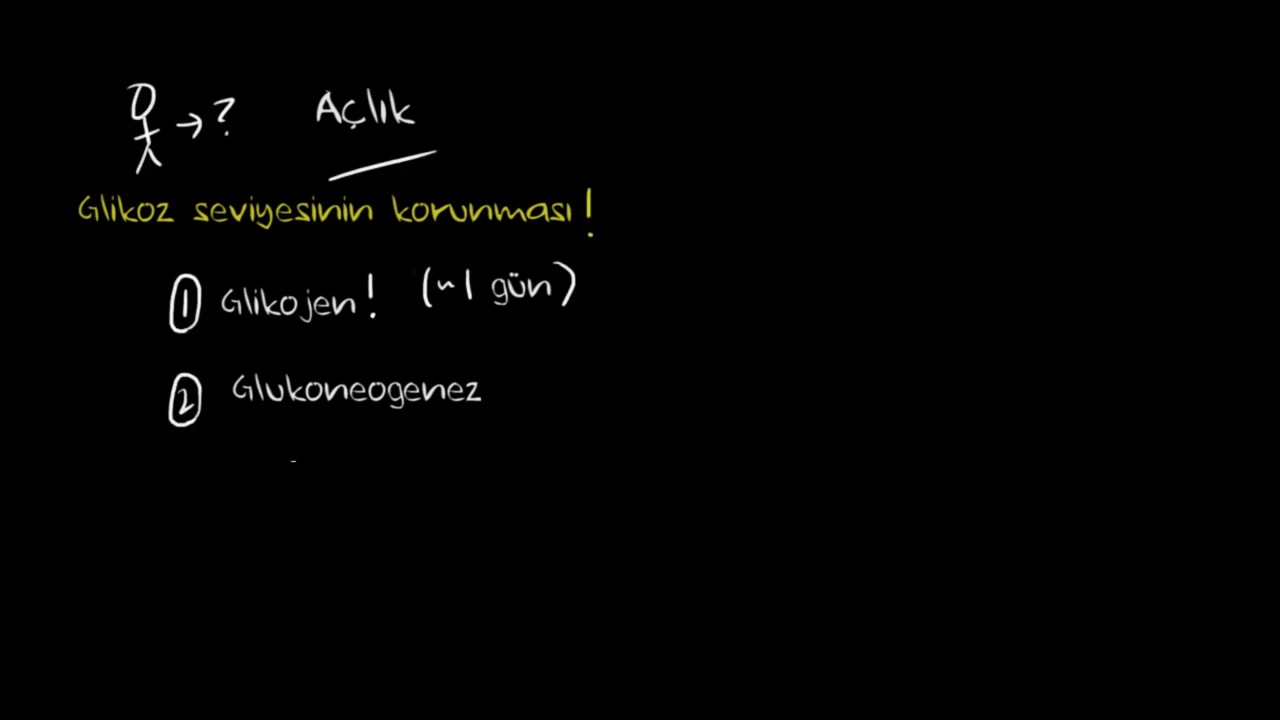 → ? Açlık
Glikoz seviyesinin korunması!
① Glikojen! (~1 gün)
② Glukoneogenez